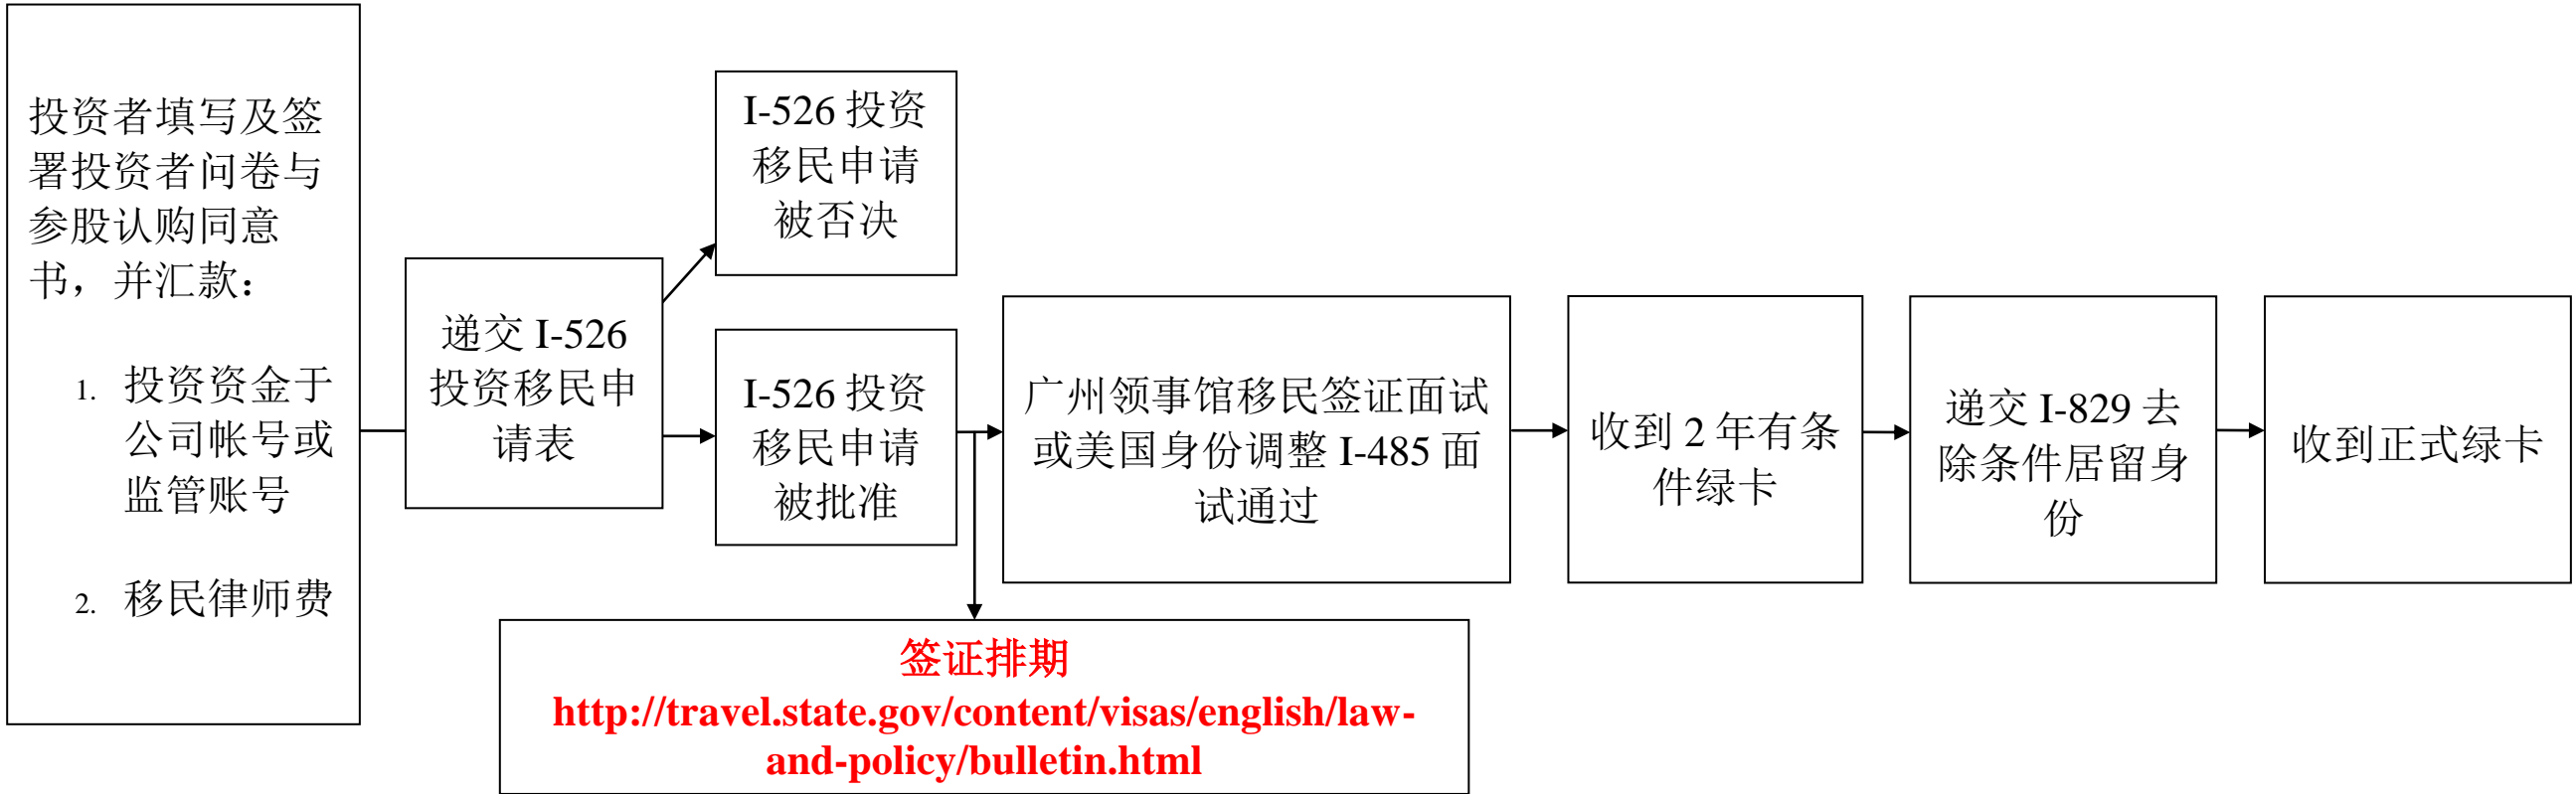 投资者填写及签
署投资者问卷与
参股认购同意
书，并汇款：
1. 投资资金于
公司帐号或
监管账号
2. 移民律师费
递交 I-526
投资移民申
请表
I-526 投资
移民申请
被否决
I-526 投资
移民申请
被批准
广州领事馆移民签证面试
或美国身份调整 I-485 面
试通过
收到 2 年有条
件绿卡
递交 I-829 去
除条件居留身
份
收到正式绿卡
签证排期
http://travel.state.gov/content/visas/english/law-
and-policy/bulletin.html